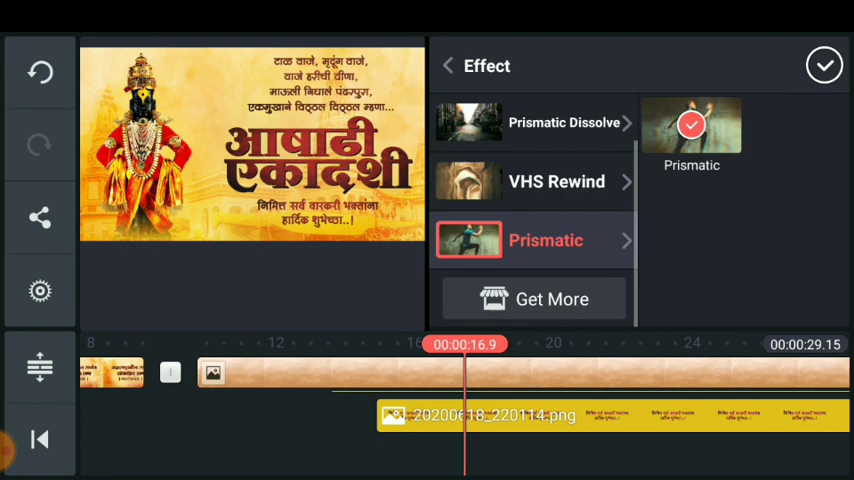 टाळ वाजे, मृदूंग वाजे,
वाजे हरीची वीणा,
माऊली निघाले पंढरपुरा,
एकमुखाने विठ्ठल विठ्ठल म्हणा...
आषाढी
एकादशी
निमित्त सर्व वारकरी भक्तांना
हार्दिक शुभेच्छा..!
Effect
Prismatic Dissolve
VHS Rewind
Prismatic
Get More
Prismatic
8
12
16
00:00:16.9
20
24
00:00:29.15
20200618_220114.png